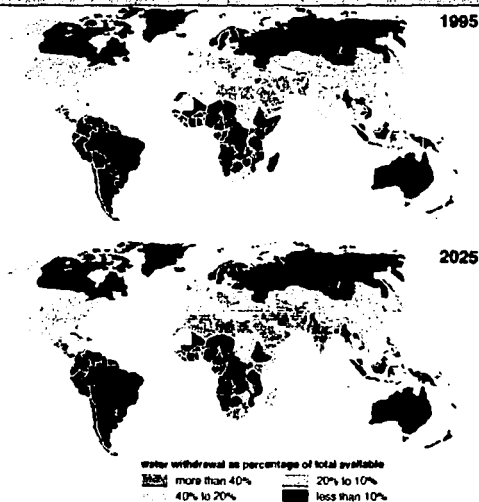 1995
2025
water withdrawal as percentage of total available
more than 40% 20% to 10%
40% to 20% less than 10%